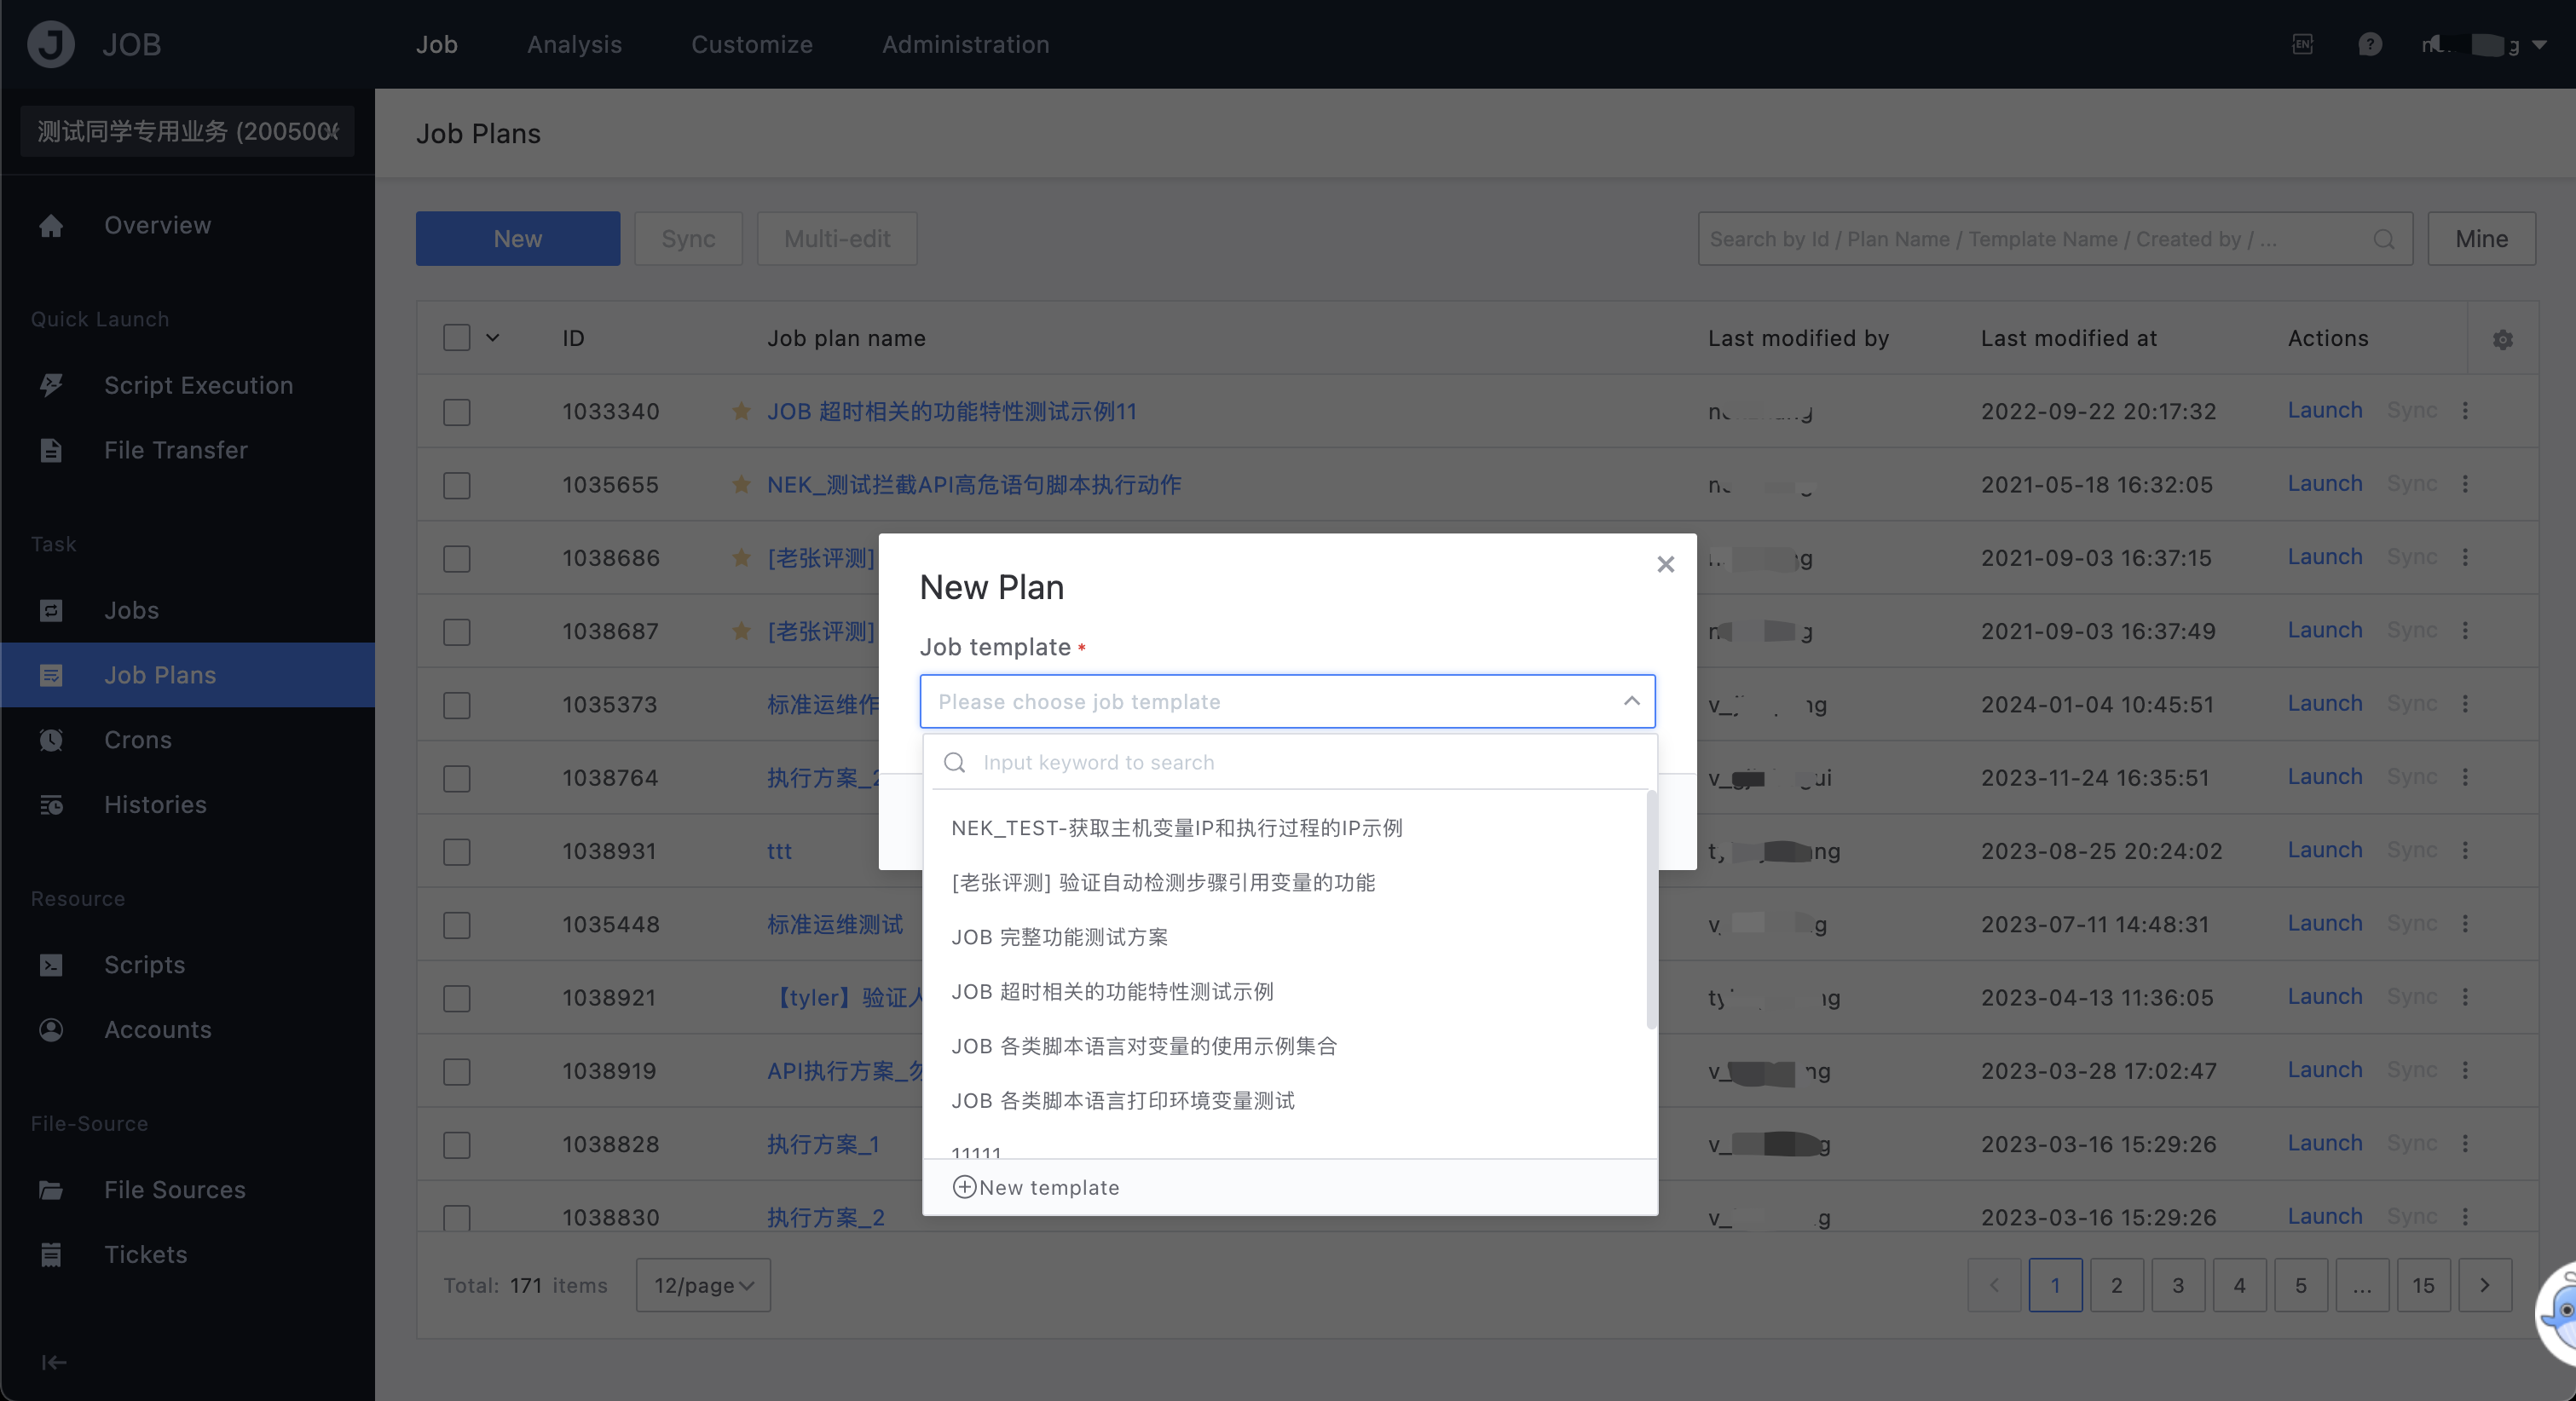 JOB
Job Analysis Customize Administration
EN
测试同学专用业务 (200500
Job Plans
Overview
Quick Launch
Script Execution
File Transfer
Task
Jobs
Job Plans
Crons
Histories
Resource
Scripts
Accounts
File-Source
File Sources
Tickets
New Sync Multi-edit
Search by Id / Plan Name / Template Name / Created by / ...
Mine
ID Job plan name Last modified by Last modified at Actions
1033340 JOB 超时相关的功能特性测试示例11 2022-09-22 20:17:32 Launch Sync
1035655 NEK_测试拦截API高危语句脚本执行动作 2021-05-18 16:32:05 Launch Sync
1038686 [老张评测] 2021-09-03 16:37:15 Launch Sync
1038687 [老张评测] 2021-09-03 16:37:49 Launch Sync
1035373 标准运维作 2024-01-04 10:45:51 Launch Sync
1038764 执行方案_2 2023-11-24 16:35:51 Launch Sync
1038931 ttt 2023-08-25 20:24:02 Launch Sync
1035448 标准运维测试 2023-07-11 14:48:31 Launch Sync
1038921 【tyler】验证人 2023-04-13 11:36:05 Launch Sync
1038919 API执行方案_勿 2023-03-28 17:02:47 Launch Sync
1038828 执行方案_1 2023-03-16 15:29:26 Launch Sync
1038830 执行方案_2 2023-03-16 15:29:26 Launch Sync
Total: 171 items 12/page
1 2 3 4 5 ... 15
New Plan
Job template *
Please choose job template
Input keyword to search
NEK_TEST-获取主机变量IP和执行过程的IP示例
[老张评测] 验证自动检测步骤引用变量的功能
JOB 完整功能测试方案
JOB 超时相关的功能特性测试示例
JOB 各类脚本语言对变量的使用示例集合
JOB 各类脚本语言打印环境变量测试
11111
New template